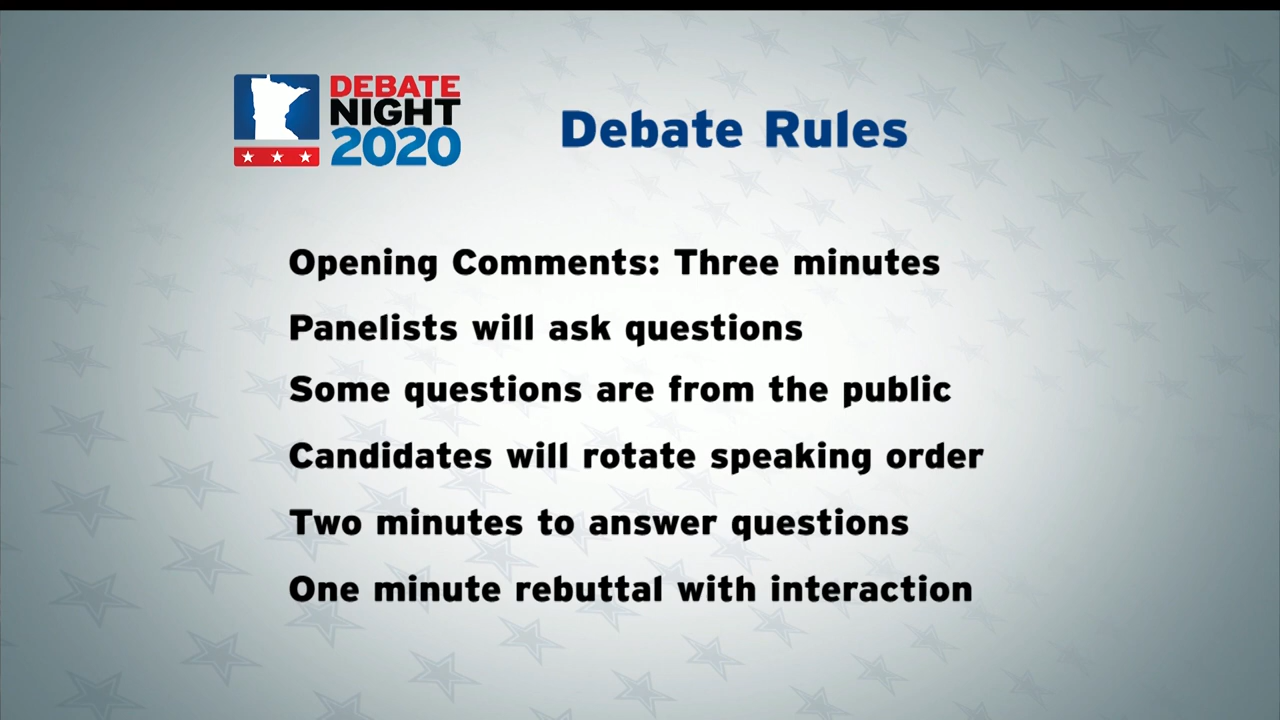 DEBATE
NIGHT
2020
Debate Rules
Opening Comments: Three minutes
Panelists will ask questions
Some questions are from the public
Candidates will rotate speaking order
Two minutes to answer questions
One minute rebuttal with interaction